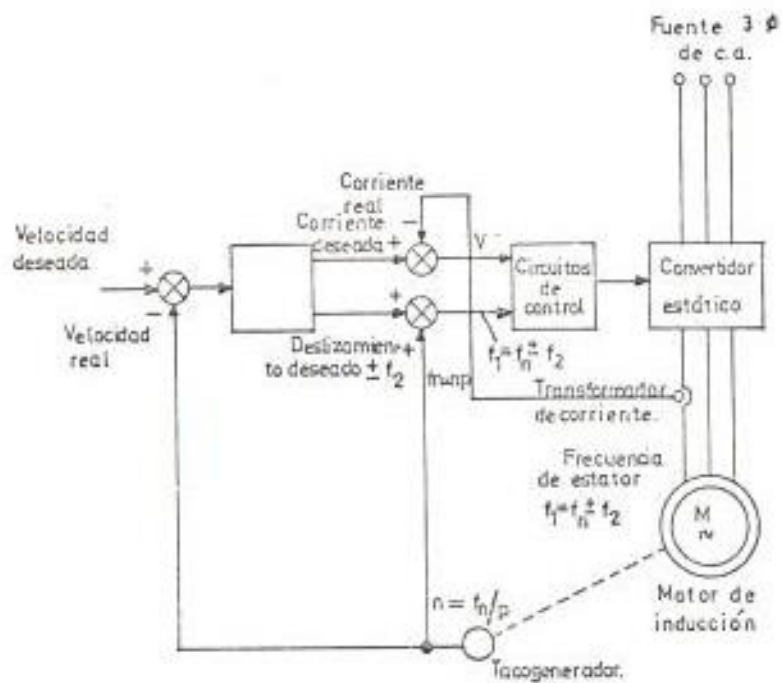 Fuente 3 ϕ
de c.a.
Corriente
real
Corriente
deseada +
-
V
Velocidad
deseada
+
-
Velocidad
real
+
Deslizamien+
to deseado ± f2
fn=np
f1=fn± f2
Circuitos
de
control
Convertidor
estático
Transformador
de corriente.
Frecuencia
de estator
f1=fn± f2
M
~
Motor de
inducción
n = fn/p
Tacogenerador.